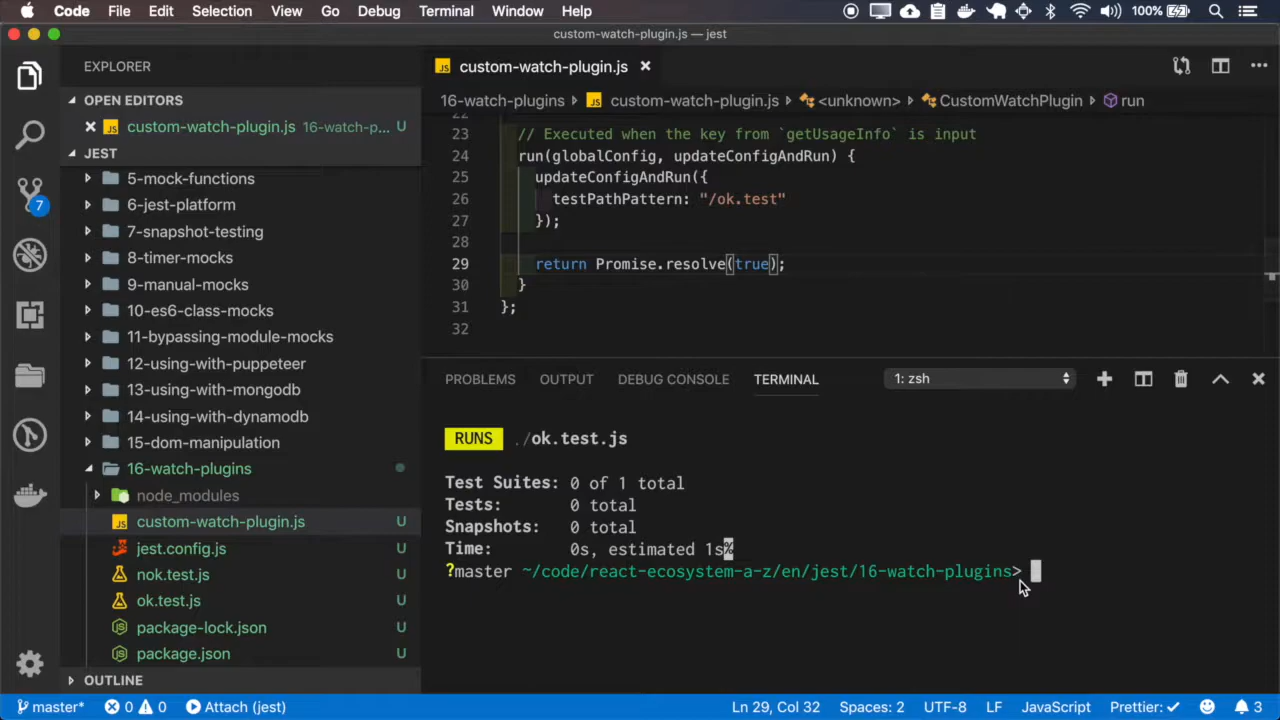 Code File Edit Selection View Go Debug Terminal Window Help 100%
custom-watch-plugin.js — jest
EXPLORER
OPEN EDITORS
JS custom-watch-plugin.js 16-watch-p... U
JEST
5-mock-functions
6-jest-platform
7-snapshot-testing
8-timer-mocks
9-manual-mocks
10-es6-class-mocks
11-bypassing-module-mocks
12-using-with-puppeteer
13-using-with-mongodb
14-using-with-dynamodb
15-dom-manipulation
16-watch-plugins
node_modules
JS custom-watch-plugin.js U
jest.config.js U
nok.test.js U
ok.test.js U
package-lock.json U
package.json U
OUTLINE
7
JS custom-watch-plugin.js
16-watch-plugins JS custom-watch-plugin.js <unknown> CustomWatchPlugin run
22
23 // Executed when the key from `getUsageInfo` is input
24 run(globalConfig, updateConfigAndRun) {
25 updateConfigAndRun({
26 testPathPattern: "/ok.test"
27 });
28
29 return Promise.resolve(true);
30 }
31 };
32
PROBLEMS OUTPUT DEBUG CONSOLE TERMINAL 1: zsh
RUNS ./ok.test.js
Test Suites: 0 of 1 total
Tests: 0 total
Snapshots: 0 total
Time: 0s, estimated 1s%
?master ~/code/react-ecosystem-a-z/en/jest/16-watch-plugins>
master* 0 0 Attach (jest) Ln 29, Col 32 Spaces: 2 UTF-8 LF JavaScript Prettier: 3